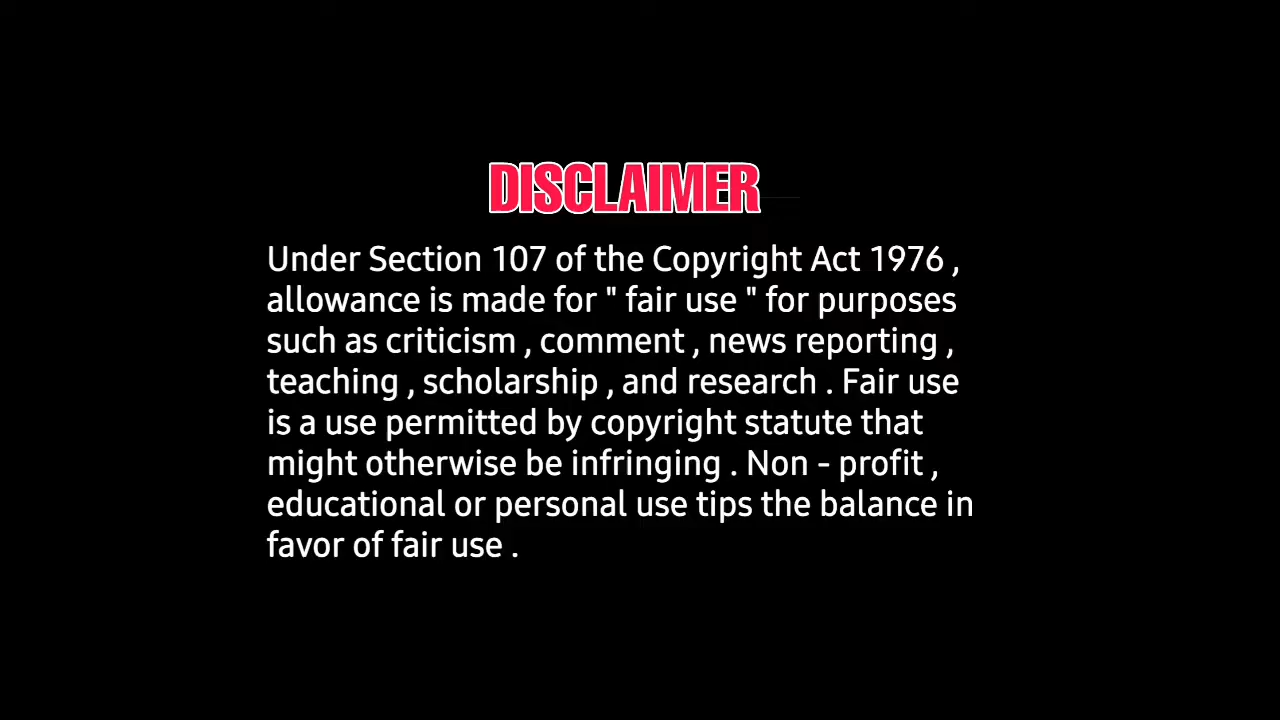 DISCLAIMER
Under Section 107 of the Copyright Act 1976 ,
allowance is made for " fair use " for purposes
such as criticism , comment , news reporting ,
teaching , scholarship , and research . Fair use
is a use permitted by copyright statute that
might otherwise be infringing . Non - profit ,
educational or personal use tips the balance in
favor of fair use .